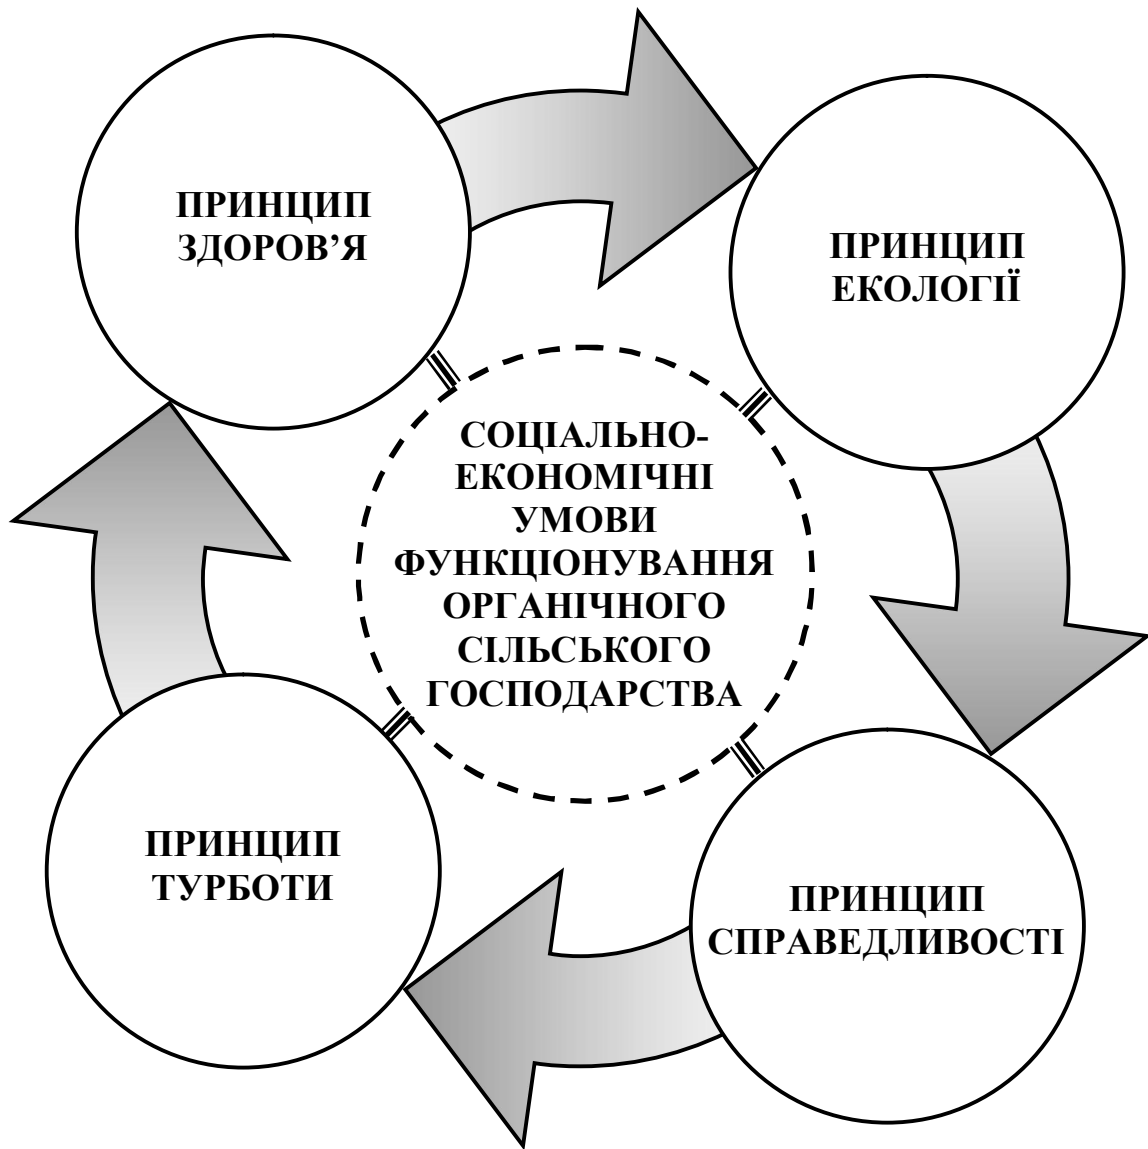 ПРИНЦИП
ЗДОРОВ’Я
ПРИНЦИП
ЕКОЛОГІЇ
СОЦІАЛЬНО-
ЕКОНОМІЧНІ
УМОВИ
ФУНКЦІОНУВАННЯ
ОРГАНІЧНОГО
СІЛЬСЬКОГО
ГОСПОДАРСТВА
ПРИНЦИП
ТУРБОТИ
ПРИНЦИП
СПРАВЕДЛИВОСТІ